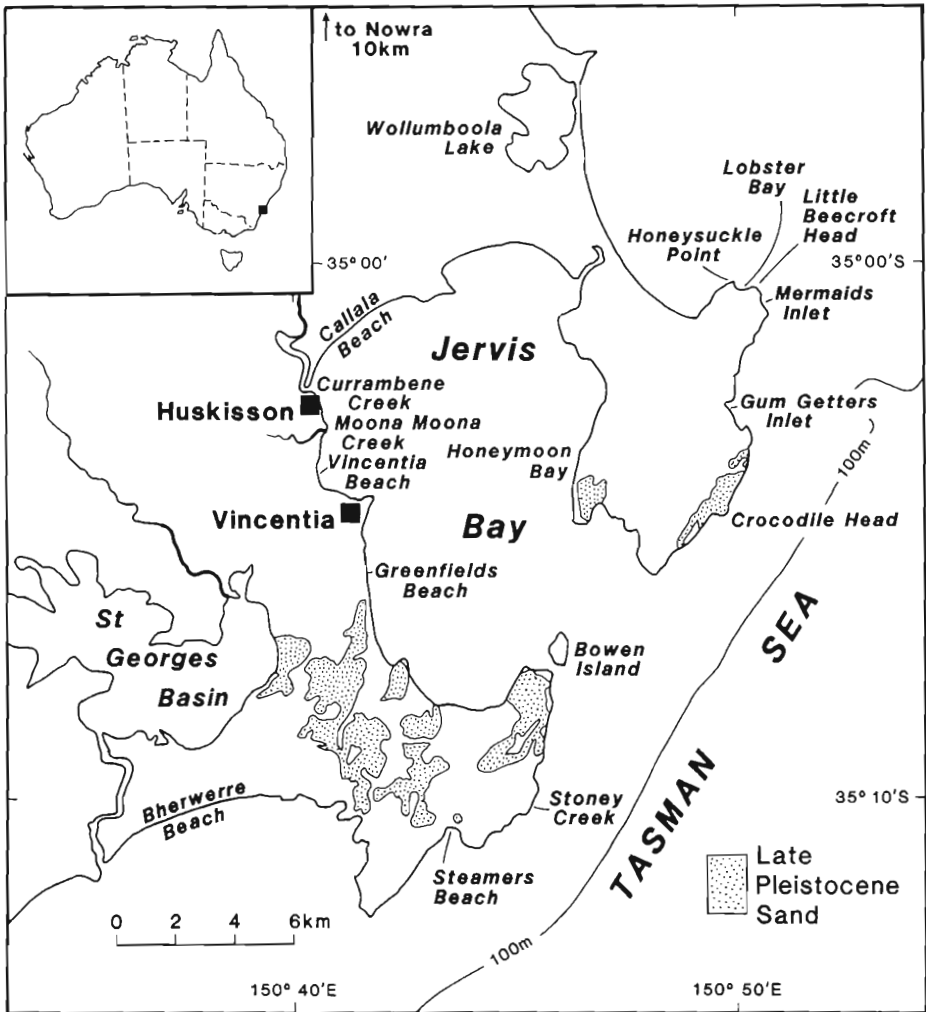 to Nowra
10km
Wollumboola
Lake
Lobster
Bay
Little
Beecroft
Head
Honeysuckle
Point
35° 00'
35° 00'S
Mermaids
Inlet
Callala
Beach
Jervis
Currambene
Creek
Huskisson
Gum Getters
Inlet
Moona Moona
Creek
Honeymoon
Bay
100m
Vincentia
Beach
Vincentia
Bay
Crocodile Head
Greenfields
Beach
St
Georges
Basin
Bowen
Island
TASMAN SEA
Bherwerre
Beach
Stoney
Creek
35° 10'S
Steamers
Beach
Late
Pleistocene
Sand
0 2 4 6km
100m
150° 40'E
150° 50'E